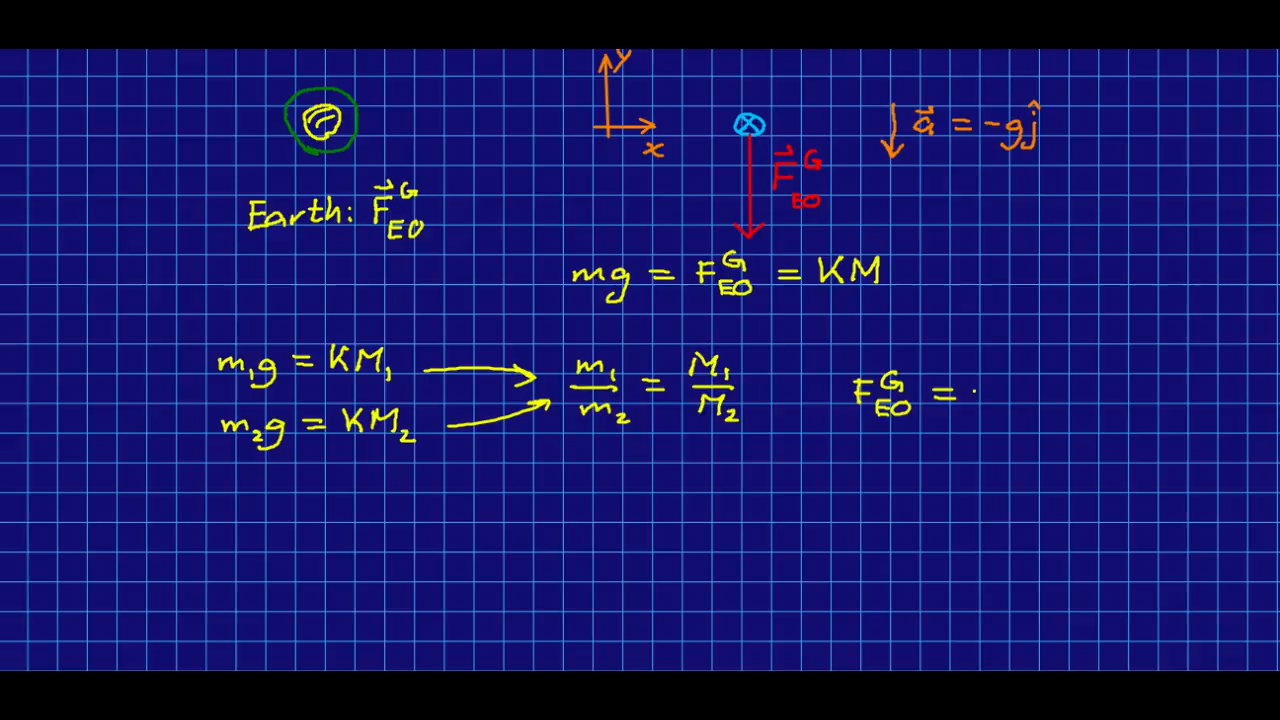 y
x
a⃗ = -gĵ
F⃗ᴳ_EO
Earth: F⃗ᴳ_EO
mg = Fᴳ_EO = KM
m₁g = KM₁
m₂g = KM₂
m₁/m₂ = M₁/M₂
Fᴳ_EO =